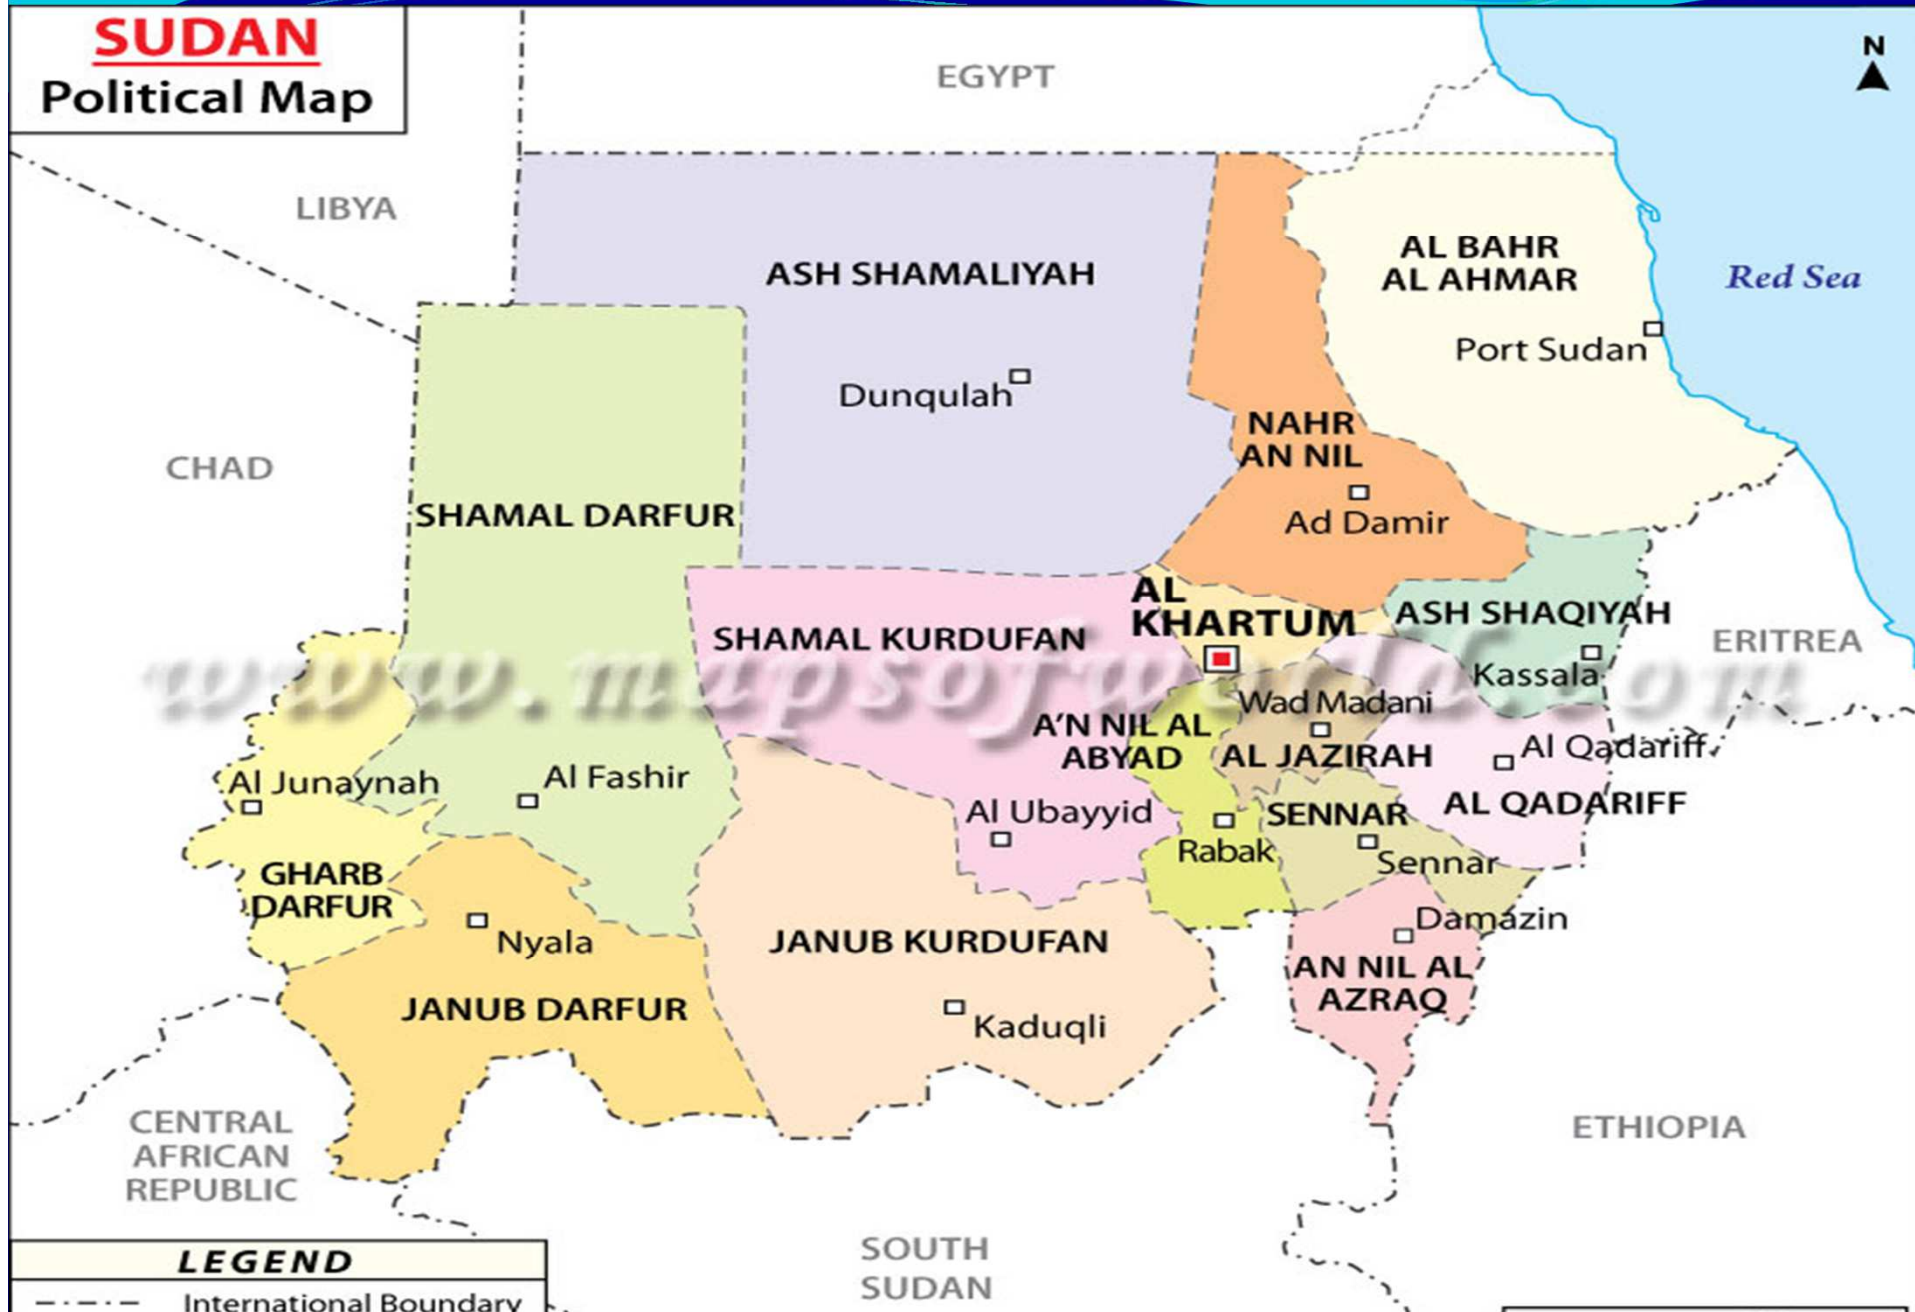 SUDAN
Political Map
N
EGYPT
LIBYA
ASH SHAMALIYAH
AL BAHR
AL AHMAR
Red Sea
Port Sudan
Dunqulah
CHAD
NAHR
AN NIL
SHAMAL DARFUR
Ad Damir
AL
KHARTUM
ASH SHAQIYAH
SHAMAL KURDUFAN
ERITREA
www.mapsofworld.com
Kassala
Wad Madani
A'N NIL AL
ABYAD
AL JAZIRAH
Al Qadariff
Al Junaynah
Al Fashir
Al Ubayyid
SENNAR
AL QADARIFF
Rabak
Sennar
GHARB
DARFUR
Nyala
JANUB KURDUFAN
Damazin
AN NIL AL
AZRAQ
JANUB DARFUR
Kaduqli
CENTRAL
AFRICAN
REPUBLIC
ETHIOPIA
SOUTH
SUDAN
LEGEND
International Boundary